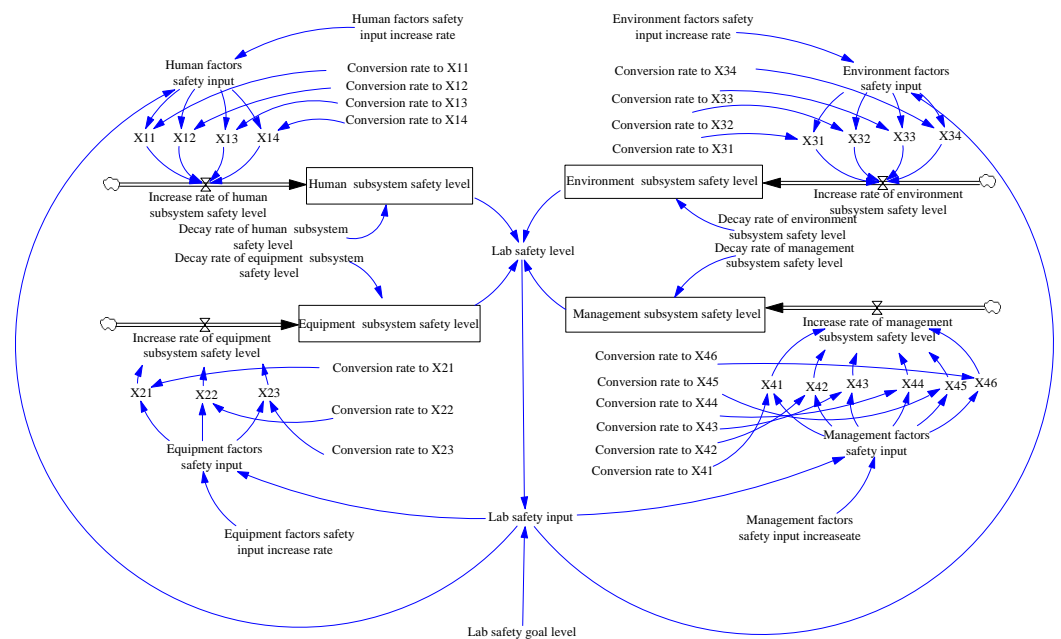 Human factors safety
input increase rate
Environment factors safety
input increase rate
Human factors
safety input
Conversion rate to X11
Conversion rate to X12
Conversion rate to X13
Conversion rate to X14
Conversion rate to X34
Conversion rate to X33
Conversion rate to X32
Conversion rate to X31
Environment factors
safety input
X11
X12
X13
X14
X31
X32
X33
X34
Human subsystem safety level
Environment subsystem safety level
Increase rate of human
subsystem safety level
Increase rate of environment
subsystem safety level
Decay rate of human subsystem
safety level
Decay rate of environment
subsystem safety level
Lab safety level
Decay rate of equipment subsystem
safety level
Decay rate of management
subsystem safety level
Equipment subsystem safety level
Management subsystem safety level
Increase rate of equipment
subsystem safety level
Increase rate of management
subsystem safety level
X21
X22
X23
Conversion rate to X21
Conversion rate to X22
Conversion rate to X23
Conversion rate to X46
Conversion rate to X45
Conversion rate to X44
Conversion rate to X43
Conversion rate to X42
Conversion rate to X41
X41
X42
X43
X44
X45
X46
Equipment factors
safety input
Management factors
safety input
Lab safety input
Equipment factors safety
input increase rate
Management factors
safety input increaseate
Lab safety goal level